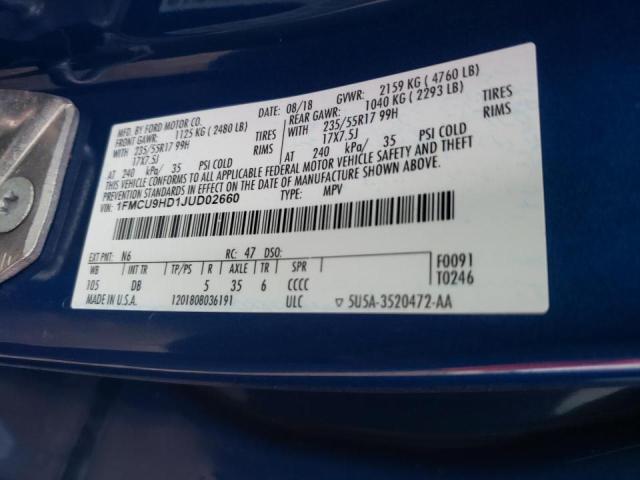 MFD. BY FORD MOTOR CO.
DATE: 08/18 GVWR: 2159 KG ( 4760 LB)
FRONT GAWR: 1125 KG ( 2480 LB) REAR GAWR: 1040 KG ( 2293 LB)
WITH 235/55R17 99H TIRES WITH 235/55R17 99H TIRES
17X7.5J RIMS 17X7.5J RIMS
AT 240 kPa/ 35 PSI COLD AT 240 kPa/ 35 PSI COLD
THIS VEHICLE CONFORMS TO ALL APPLICABLE FEDERAL MOTOR VEHICLE SAFETY AND THEFT
PREVENTION STANDARDS IN EFFECT ON THE DATE OF MANUFACTURE SHOWN ABOVE.
VIN: 1FMCU9HD1JUD02660 TYPE: MPV
EXT PNT: N6 RC: 47 DSO:
WB INT TR TP/PS R AXLE TR SPR
105 DB 5 35 6 CCCC
F0091
T0246
MADE IN U.S.A. 1201808036191 ULC ▽ 5U5A-3520472-AA